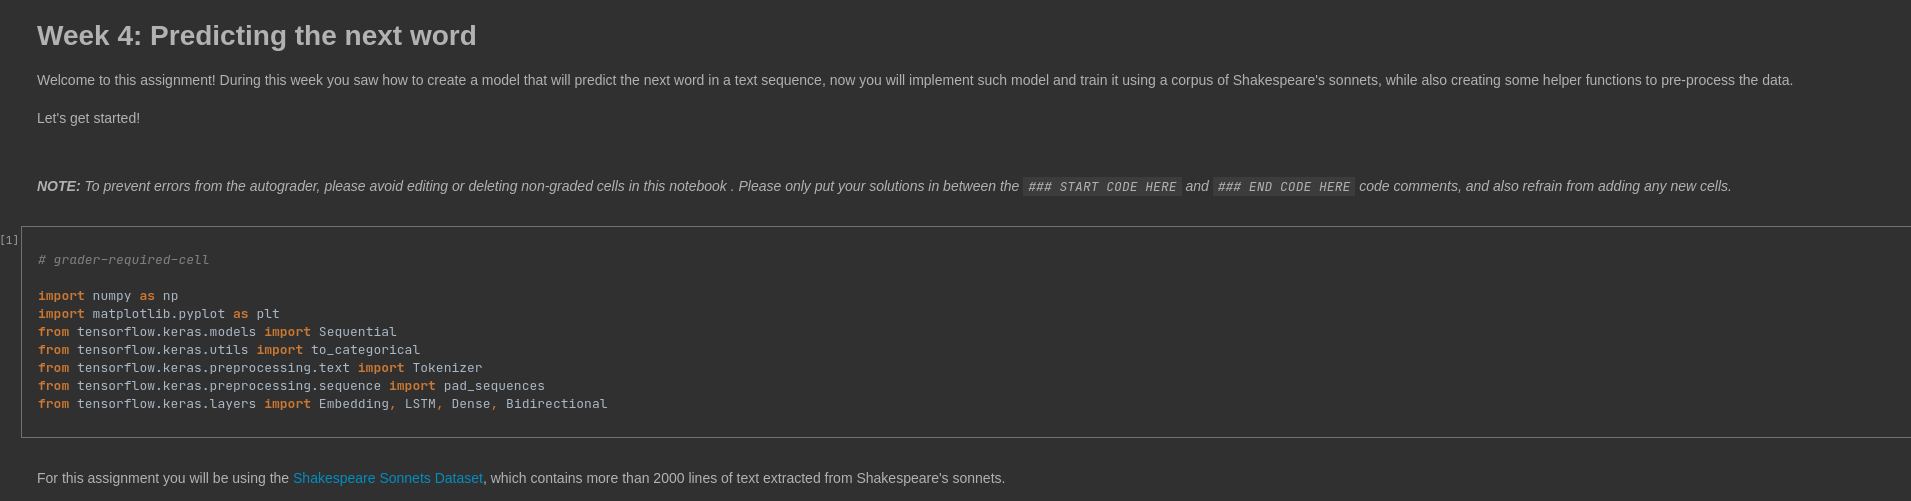 Week 4: Predicting the next word
Welcome to this assignment! During this week you saw how to create a model that will predict the next word in a text sequence, now you will implement such model and train it using a corpus of Shakespeare's sonnets, while also creating some helper functions to pre-process the data.
Let's get started!
NOTE: To prevent errors from the autograder, please avoid editing or deleting non-graded cells in this notebook . Please only put your solutions in between the ### START CODE HERE and ### END CODE HERE code comments, and also refrain from adding any new cells.
[1]
# grader-required-cell
import numpy as np
import matplotlib.pyplot as plt
from tensorflow.keras.models import Sequential
from tensorflow.keras.utils import to_categorical
from tensorflow.keras.preprocessing.text import Tokenizer
from tensorflow.keras.preprocessing.sequence import pad_sequences
from tensorflow.keras.layers import Embedding, LSTM, Dense, Bidirectional
For this assignment you will be using the Shakespeare Sonnets Dataset, which contains more than 2000 lines of text extracted from Shakespeare's sonnets.